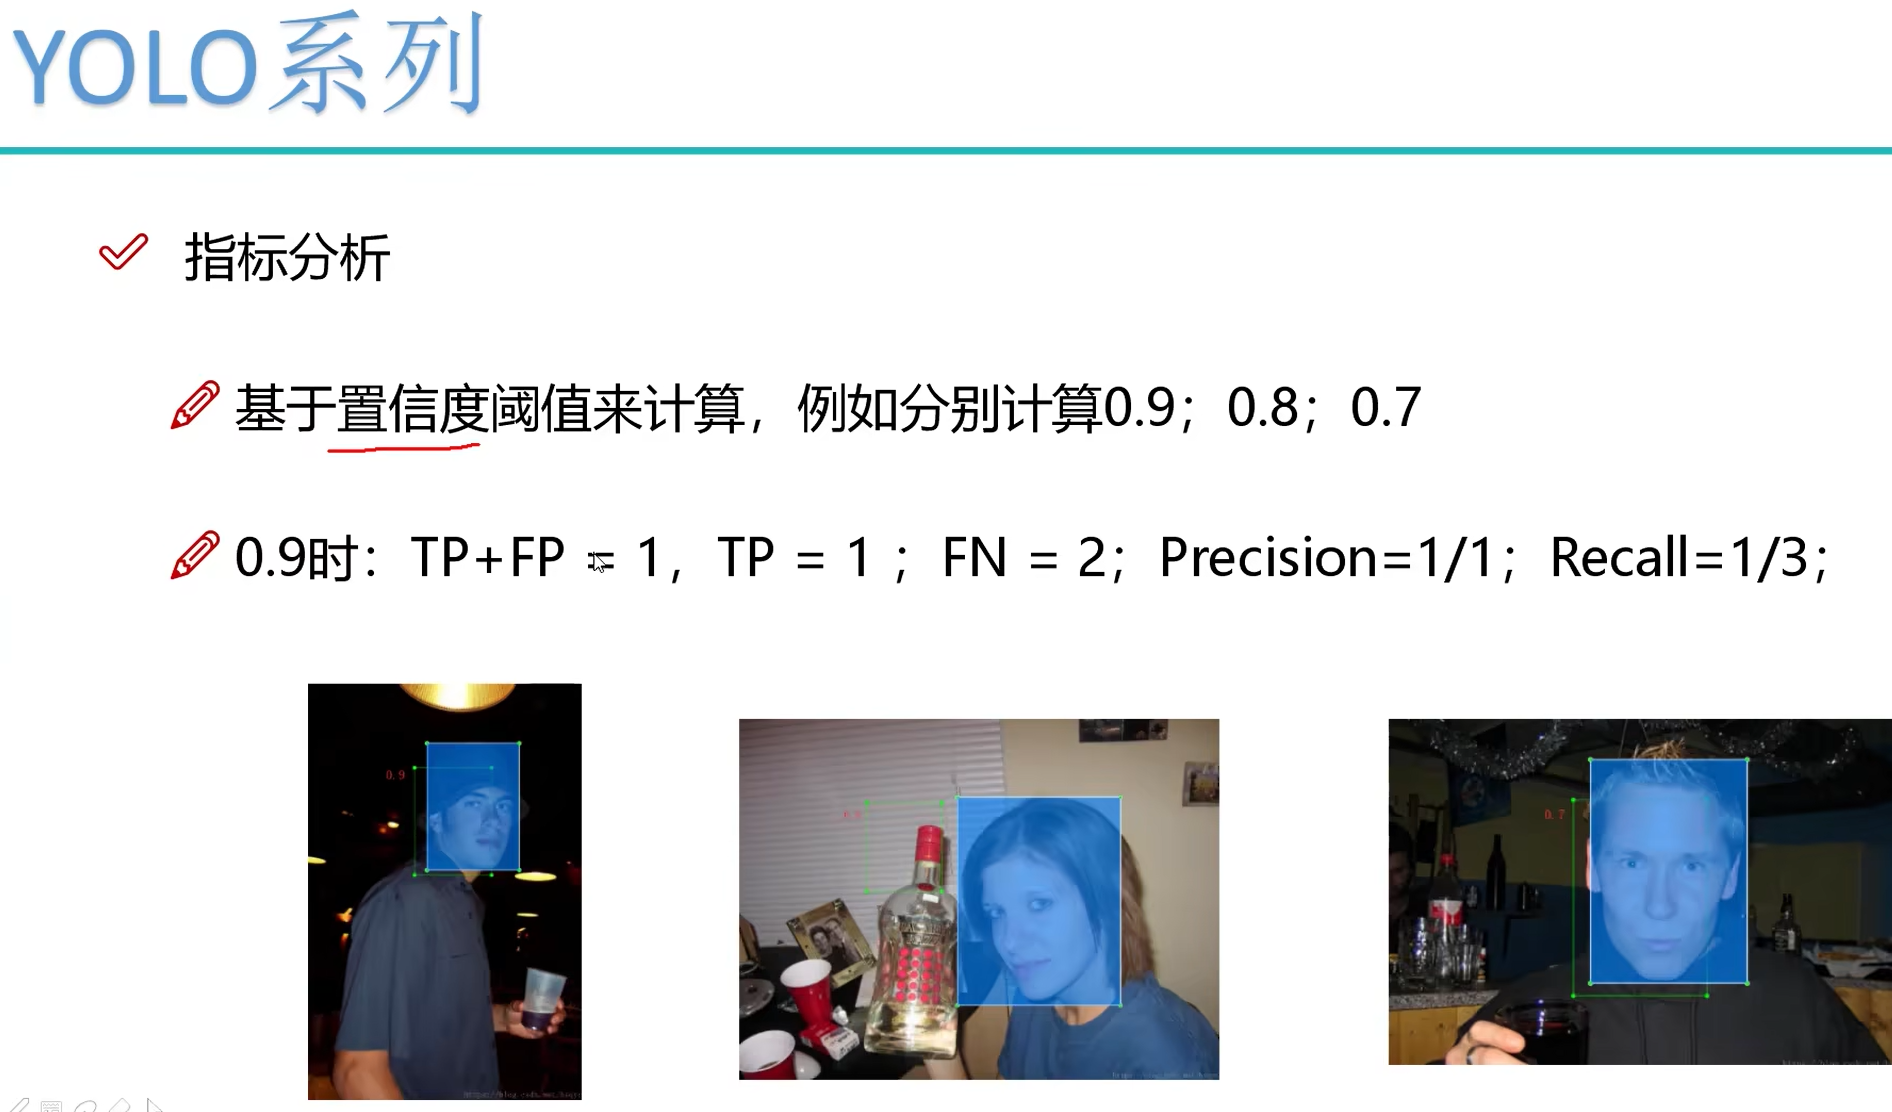 YOLO系列
指标分析
基于置信度阈值来计算，例如分别计算0.9；0.8；0.7
0.9时：TP+FP = 1，TP = 1；FN = 2；Precision=1/1；Recall=1/3；
0.9
0.7